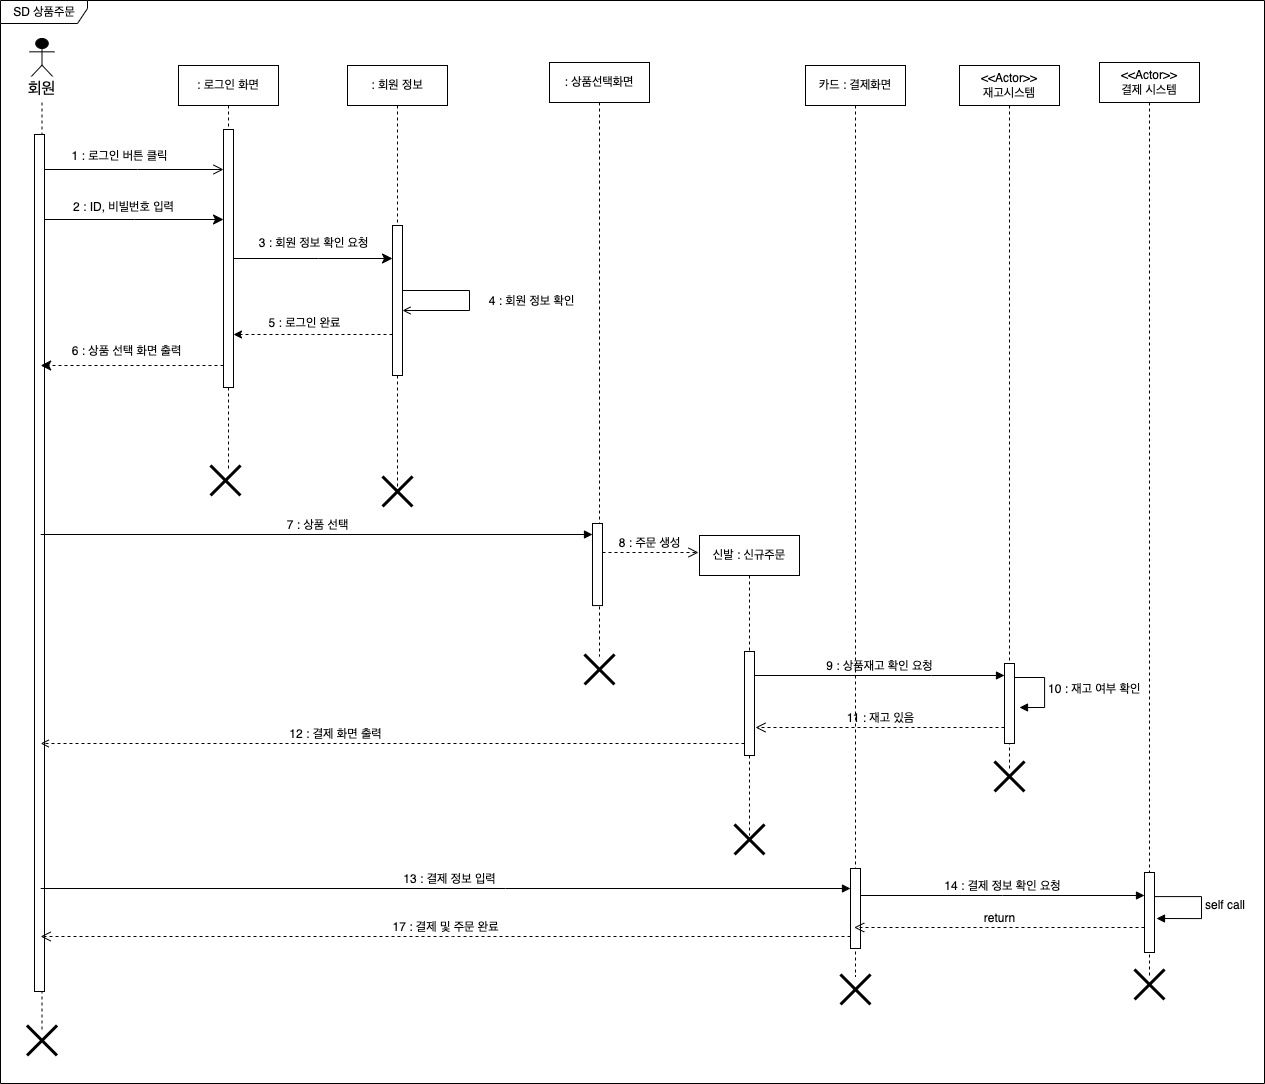 SD 상품주문
회원
: 로그인 화면
: 회원 정보
: 상품선택화면
카드 : 결제화면
<<Actor>>
재고시스템
<<Actor>>
결제 시스템
1 : 로그인 버튼 클릭
2 : ID, 비빌번호 입력
3 : 회원 정보 확인 요청
4 : 회원 정보 확인
5 : 로그인 완료
6 : 상품 선택 화면 출력
7 : 상품 선택
8 : 주문 생성
신발 : 신규주문
9 : 상품재고 확인 요청
10 : 재고 여부 확인
11 : 재고 있음
12 : 결제 화면 출력
13 : 결제 정보 입력
14 : 결제 정보 확인 요청
self call
return
17 : 결제 및 주문 완료